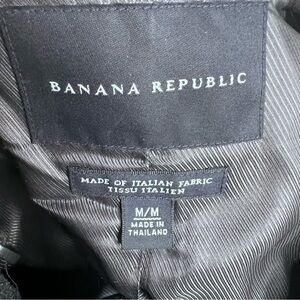 BANANA REPUBLIC
MADE OF ITALIAN FABRIC
TISSU ITALIEN
M/M
MADE IN
THAILAND